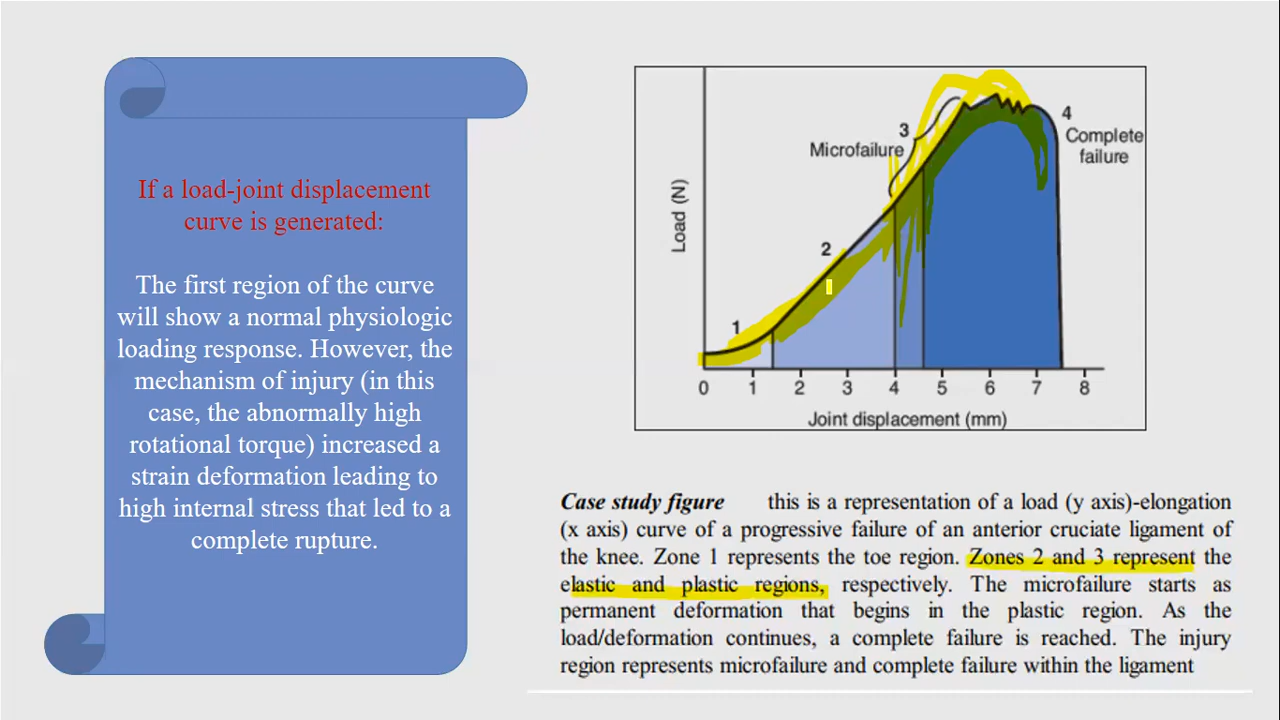 If a load-joint displacement
curve is generated:
The first region of the curve
will show a normal physiologic
loading response. However, the
mechanism of injury (in this
case, the abnormally high
rotational torque) increased a
strain deformation leading to
high internal stress that led to a
complete rupture.
Load (N)
1
2
3
Microfailure
4
Complete
failure
0 1 2 3 4 5 6 7 8
Joint displacement (mm)
Case study figure this is a representation of a load (y axis)-elongation
(x axis) curve of a progressive failure of an anterior cruciate ligament of
the knee. Zone 1 represents the toe region. Zones 2 and 3 represent the
elastic and plastic regions, respectively. The microfailure starts as
permanent deformation that begins in the plastic region. As the
load/deformation continues, a complete failure is reached. The injury
region represents microfailure and complete failure within the ligament